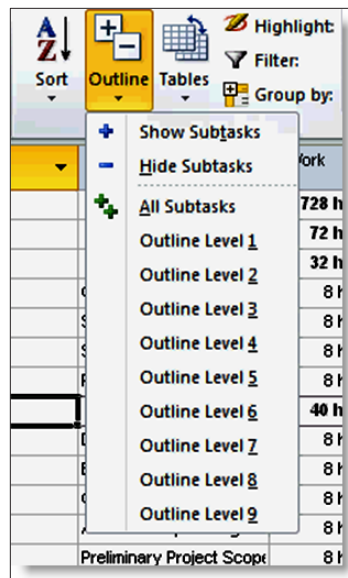 Highlight:
Filter:
Sort
Outline
Tables
Group by:
Show Subtasks
Hide Subtasks
All Subtasks
Outline Level 1
Outline Level 2
Outline Level 3
Outline Level 4
Outline Level 5
Outline Level 6
Outline Level 7
Outline Level 8
Outline Level 9
728 h
72 h
32 h
8 h
8 h
8 h
8 h
40 h
8 h
8 h
8 h
8 h
Preliminary Project Scope
8 h